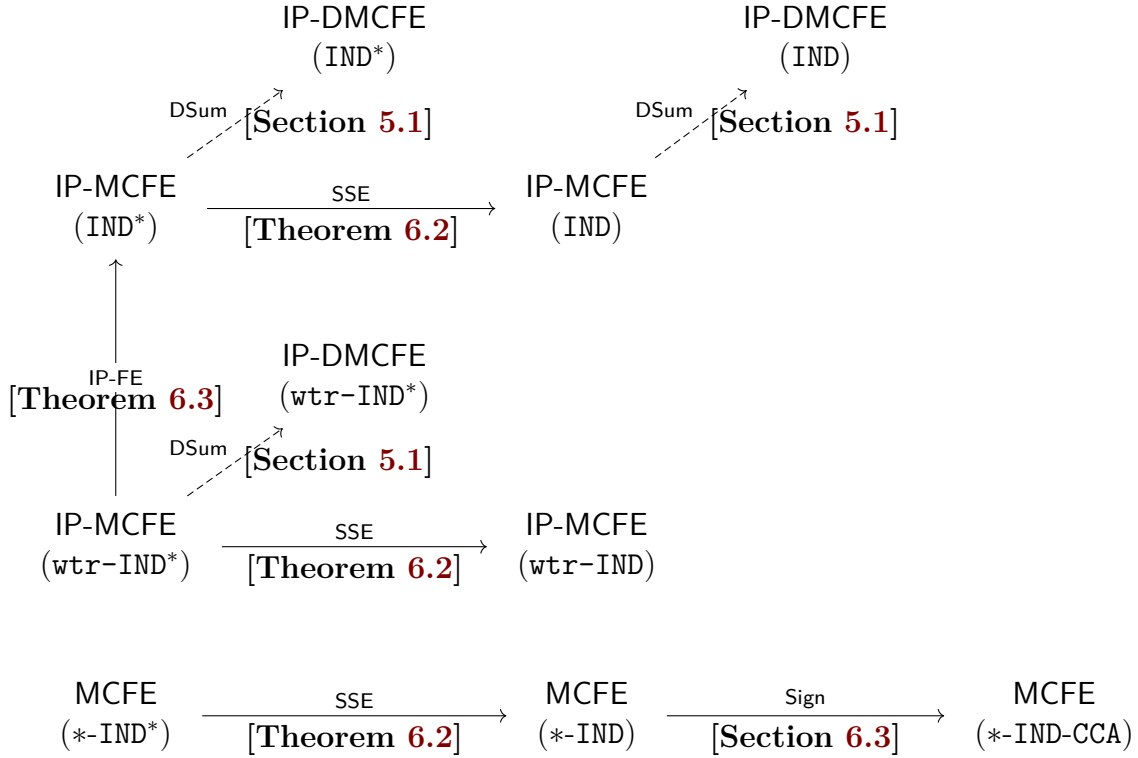 IP-DMCFE
(IND*)
IP-DMCFE
(IND)
DSum
[Section 5.1]
DSum
[Section 5.1]
IP-MCFE
(IND*)
SSE
[Theorem 6.2]
IP-MCFE
(IND)
IP-FE
[Theorem 6.3]
IP-DMCFE
(wtr-IND*)
DSum
[Section 5.1]
IP-MCFE
(wtr-IND*)
SSE
[Theorem 6.2]
IP-MCFE
(wtr-IND)
MCFE
(*-IND*)
SSE
[Theorem 6.2]
MCFE
(*-IND)
Sign
[Section 6.3]
MCFE
(*-IND-CCA)